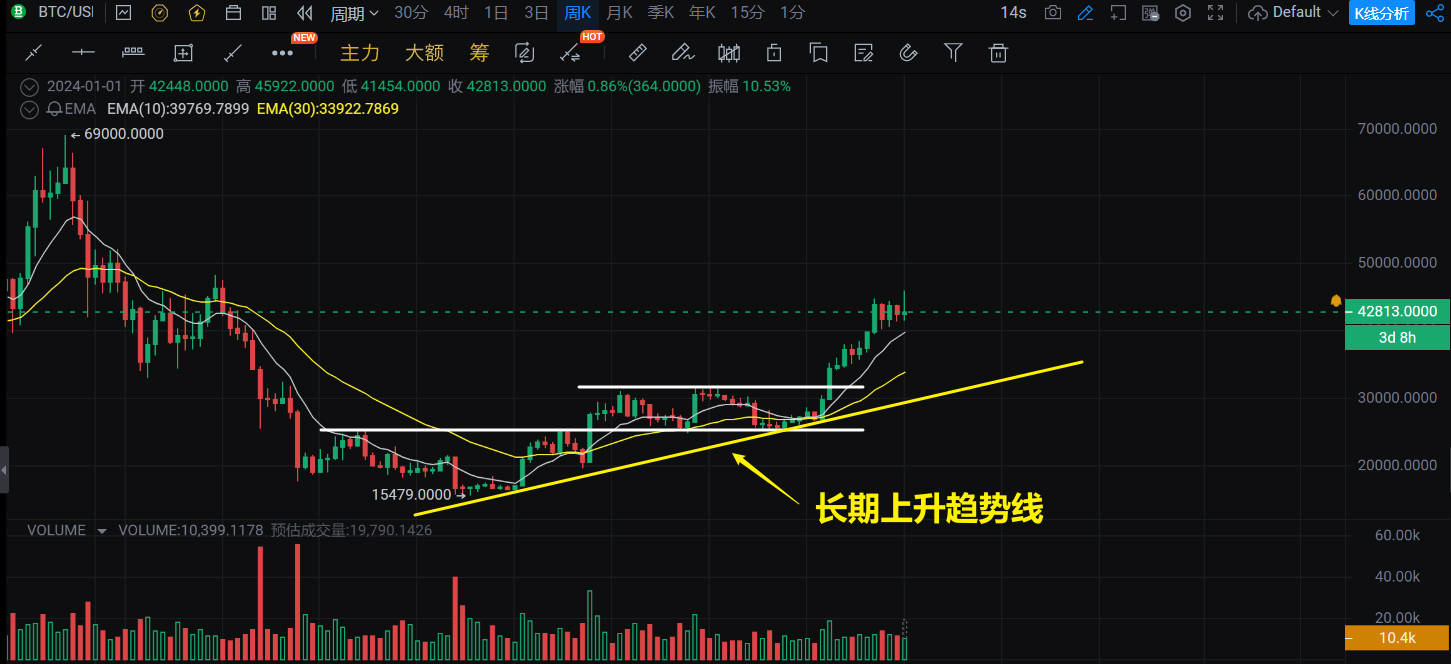 BTC/USI 周期 30分 4时 1日 3日 周K 月K 季K 年K 15分 1分 14s Default K线分析
NEW 主力 大额 筹 HOT
2024-01-01 开 42448.0000 高 45922.0000 低 41454.0000 收 42813.0000 涨幅 0.86%(364.0000) 振幅 10.53%
EMA EMA(10):39769.7899 EMA(30):33922.7869
69000.0000
70000.0000
60000.0000
50000.0000
42813.0000
3d 8h
30000.0000
20000.0000
15479.0000
长期上升趋势线
VOLUME VOLUME:10,399.1178 预估成交量:19,790.1426
60.00k
40.00k
20.00k
10.4k